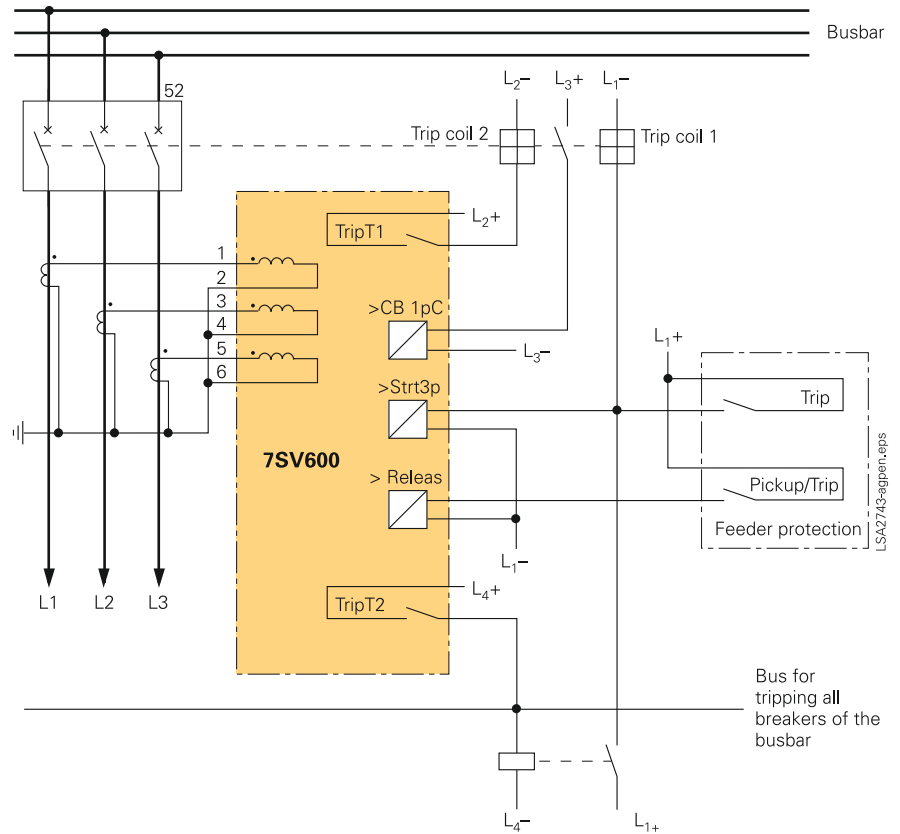 Busbar
52
L2– L3+ L1–
Trip coil 2
Trip coil 1
TripT1
L2+
1
2
3
4
5
6
>CB 1pC
L3–
L1+
>Strt3p
Trip
7SV600
> Releas
Pickup/Trip
Feeder protection
LSA2743-agpen.eps
L1–
L1 L2 L3
L4+
TripT2
Bus for
tripping all
breakers of the
busbar
L4–
L1+